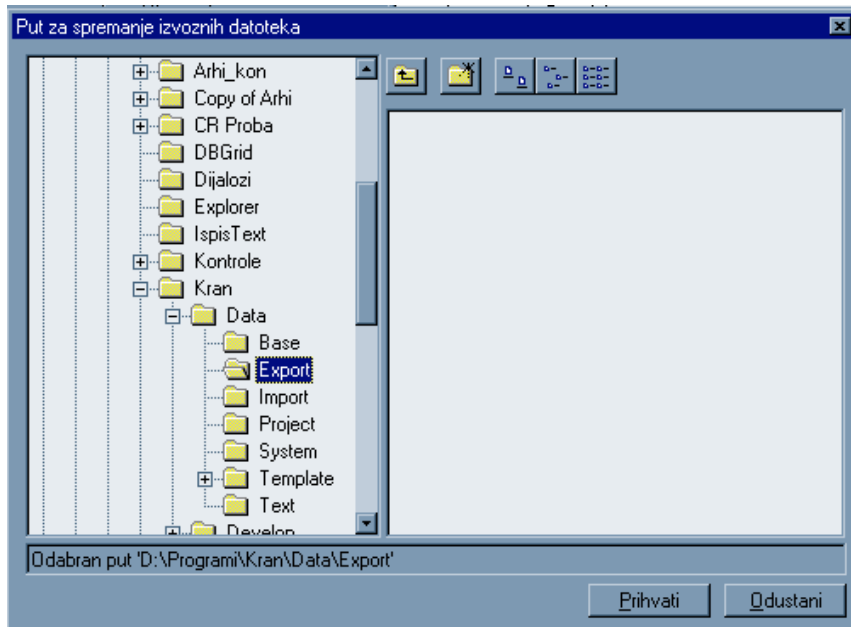 Put za spremanje izvoznih datoteka
Arhi_kon
Copy of Arhi
CR Proba
DBGrid
Dijalozi
Explorer
IspisText
Kontrole
Kran
Data
Base
Export
Import
Project
System
Template
Text
Develop
Odabran put 'D:\Programi\Kran\Data\Export'
Prihvati
Odustani